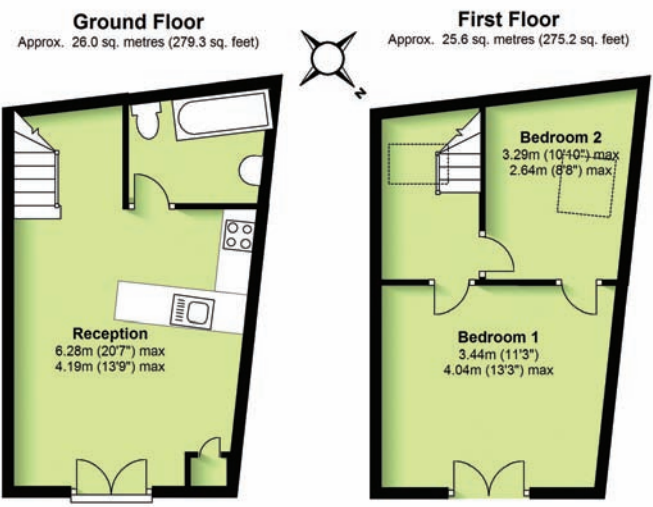 Ground Floor
Approx. 26.0 sq. metres (279.3 sq. feet)
First Floor
Approx. 25.6 sq. metres (275.2 sq. feet)
N
Bedroom 2
3.29m (10'10") max
2.64m (8'8") max
Reception
6.28m (20'7") max
4.19m (13'9") max
Bedroom 1
3.44m (11'3")
4.04m (13'3") max